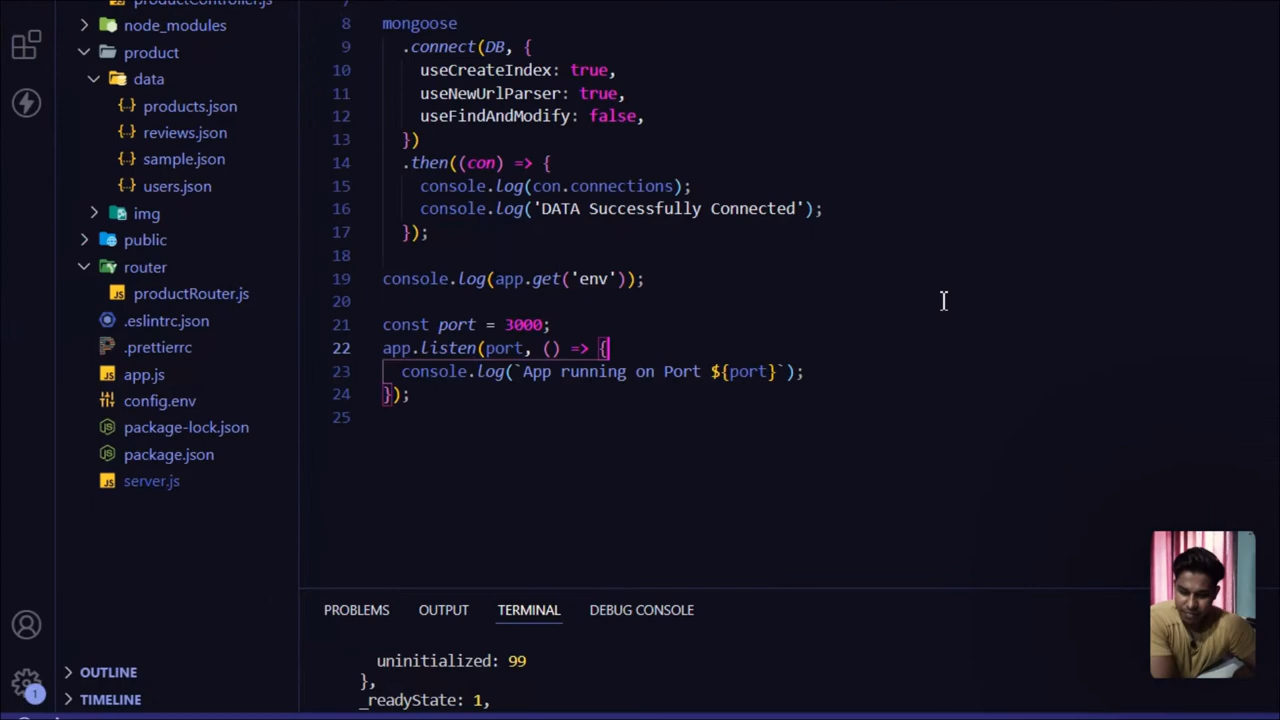 productController.js
node_modules
product
data
products.json
reviews.json
sample.json
users.json
img
public
router
productRouter.js
.eslintrc.json
.prettierrc
app.js
config.env
package-lock.json
package.json
server.js
OUTLINE
TIMELINE
1
7
8 mongoose
9 .connect(DB, {
10 useCreateIndex: true,
11 useNewUrlParser: true,
12 useFindAndModify: false,
13 })
14 .then((con) => {
15 console.log(con.connections);
16 console.log('DATA Successfully Connected');
17 });
18
19 console.log(app.get('env'));
20
21 const port = 3000;
22 app.listen(port, () => {
23 console.log(`App running on Port ${port}`);
24 });
25
PROBLEMS OUTPUT TERMINAL DEBUG CONSOLE
uninitialized: 99
},
_readyState: 1,